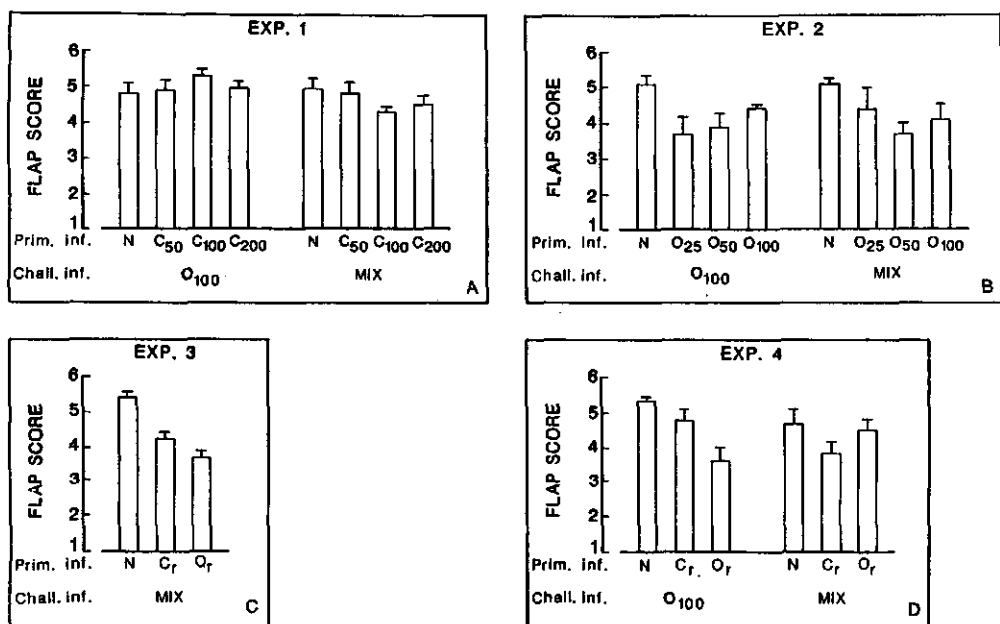 EXP. 1
FLAP SCORE
6
5
4
3
2
1
Prim. inf. N C50 C100 C200 N C50 C100 C200
Chall. inf. O100 MIX
A
EXP. 2
FLAP SCORE
6
5
4
3
2
1
Prim. inf. N O25 O50 O100 N O25 O50 O100
Chall. inf. O100 MIX
B
EXP. 3
FLAP SCORE
6
5
4
3
2
1
Prim. inf. N Cr Or
Chall. inf. MIX
C
EXP. 4
FLAP SCORE
6
5
4
3
2
1
Prim. inf. N Cr. Or N Cr Or
Chall. inf. O100 MIX
D